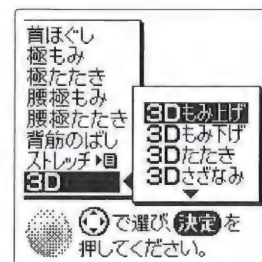 首ほぐし
極もみ
極たたき
腰極もみ
腰極たたき
背筋のばし
ストレッチ
3D
3Dもみ上げ
3Dもみ下げ
3Dたたき
3Dさざなみ
で選び、決定を
押してください。